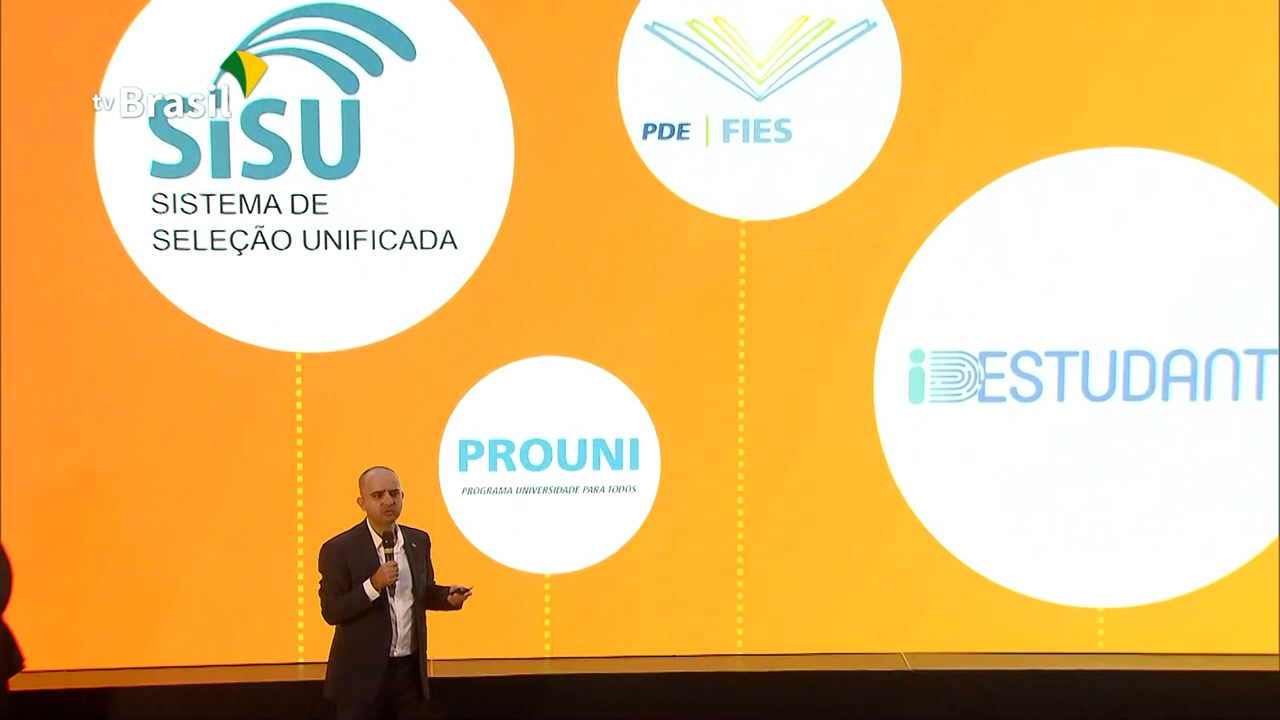 tv Brasil
SiSU
SISTEMA DE
SELEÇÃO UNIFICADA
PDE | FIES
PROUNI
PROGRAMA UNIVERSIDADE PARA TODOS
iDESTUDANT